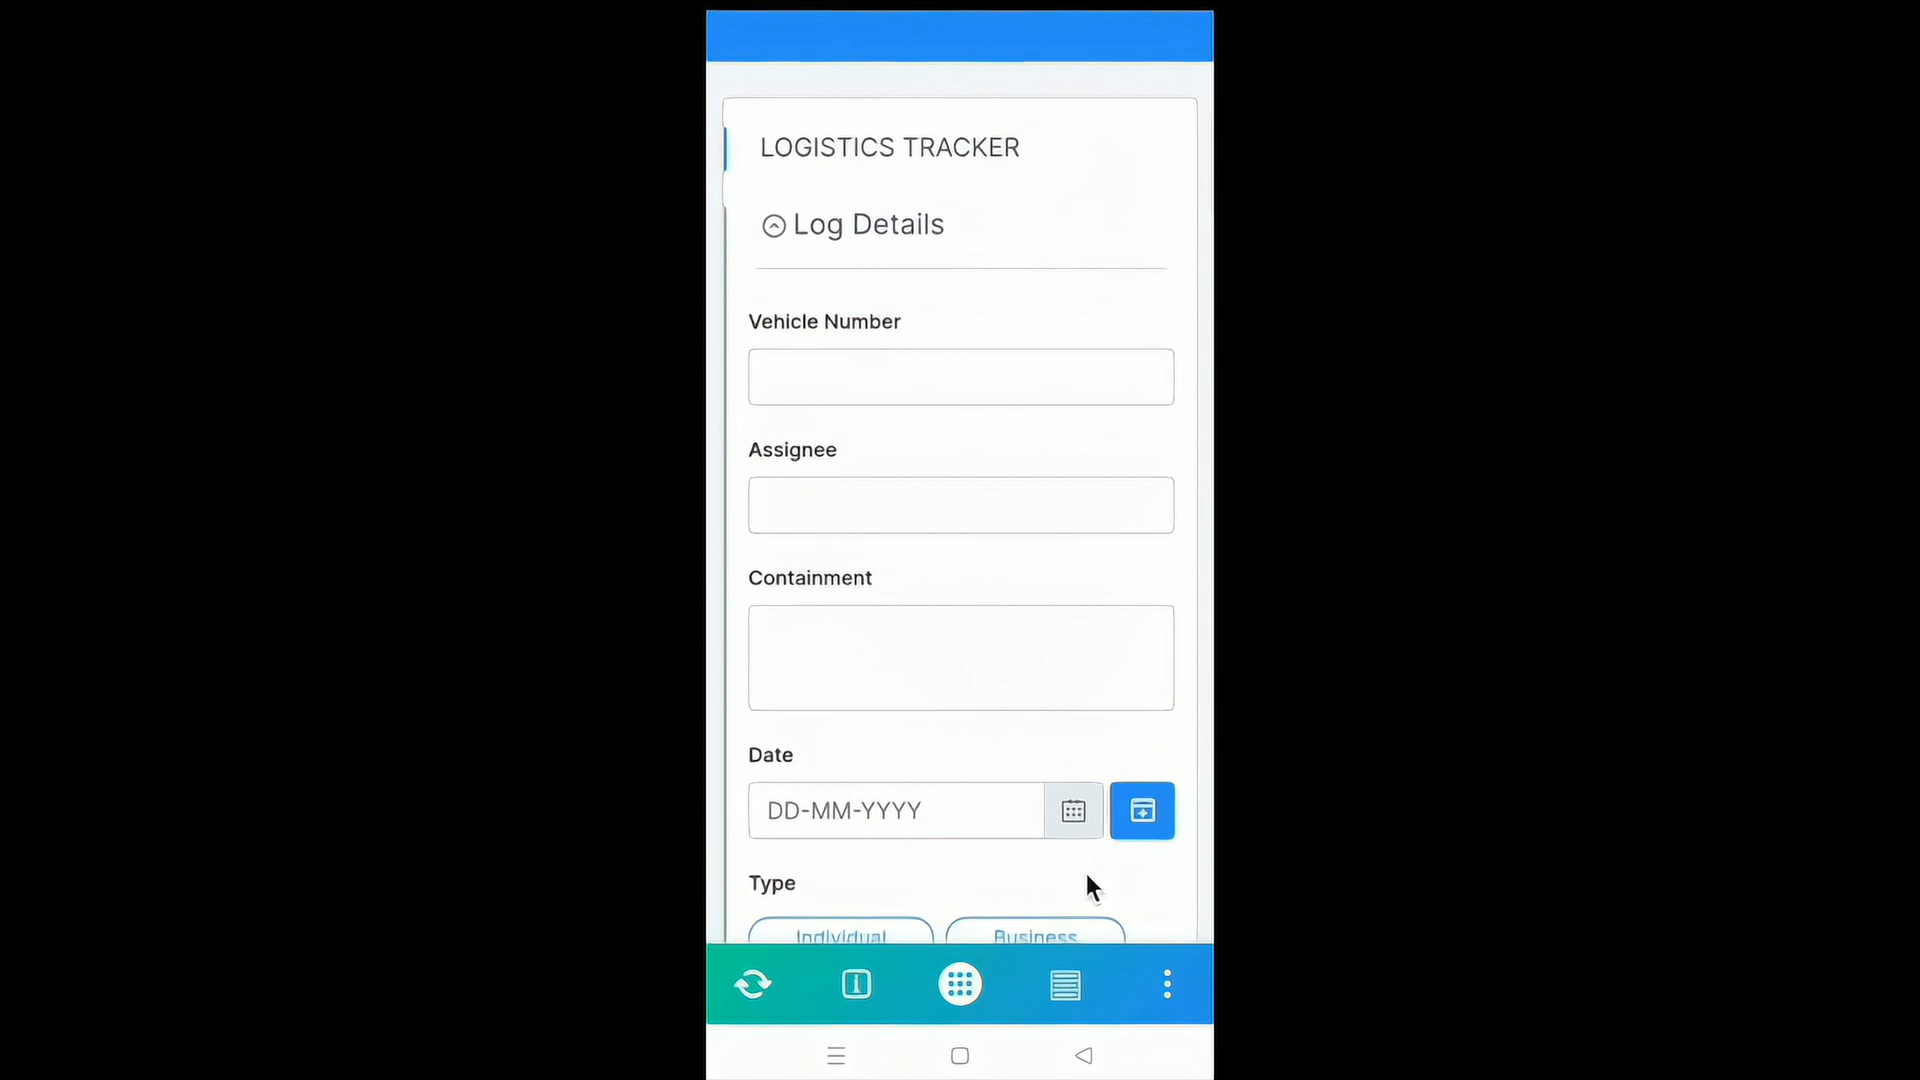 LOGISTICS TRACKER
Log Details
Vehicle Number
Assignee
Containment
Date
DD-MM-YYYY
Type
Individual Business